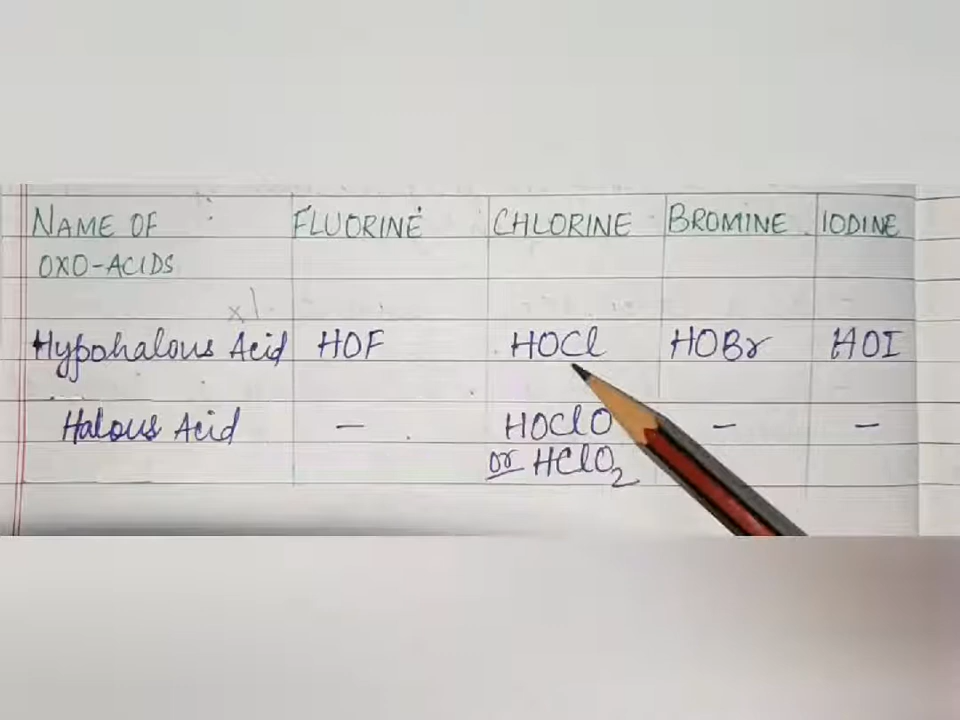 NAME OF FLUORINE CHLORINE BROMINE IODINE
OXO-ACIDS
Hypohalous Acid HOF HOCl HOBr HOI
Halous Acid — HOClO — —
or HClO₂